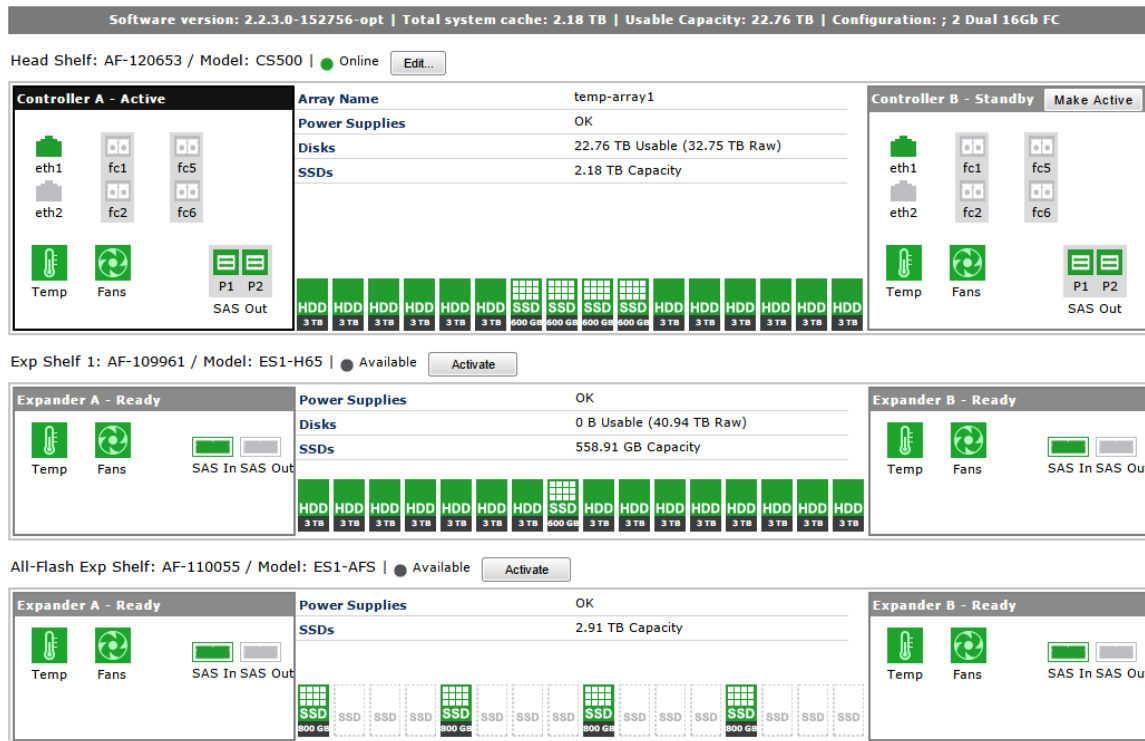 Software version: 2.2.3.0-152756-opt | Total system cache: 2.18 TB | Usable Capacity: 22.76 TB | Configuration: ; 2 Dual 16Gb FC
Head Shelf: AF-120653 / Model: CS500 | Online Edit...
Controller A - Active
eth1 fc1 fc5
eth2 fc2 fc6
Temp Fans P1 P2
SAS Out
Array Name temp-array1
Power Supplies OK
Disks 22.76 TB Usable (32.75 TB Raw)
SSDs 2.18 TB Capacity
HDD HDD HDD HDD HDD HDD SSD SSD SSD SSD HDD HDD HDD HDD HDD HDD
3 TB 3 TB 3 TB 3 TB 3 TB 3 TB 600 GB 600 GB 600 GB 600 GB 3 TB 3 TB 3 TB 3 TB 3 TB 3 TB
Controller B - Standby Make Active
eth1 fc1 fc5
eth2 fc2 fc6
Temp Fans P1 P2
SAS Out
Exp Shelf 1: AF-109961 / Model: ES1-H65 | Available Activate
Expander A - Ready
Temp Fans SAS In SAS Out
Power Supplies OK
Disks 0 B Usable (40.94 TB Raw)
SSDs 558.91 GB Capacity
HDD HDD HDD HDD HDD HDD HDD SSD HDD HDD HDD HDD HDD HDD HDD HDD
3 TB 3 TB 3 TB 3 TB 3 TB 3 TB 3 TB 600 GB 3 TB 3 TB 3 TB 3 TB 3 TB 3 TB 3 TB 3 TB
Expander B - Ready
Temp Fans SAS In SAS Ou
All-Flash Exp Shelf: AF-110055 / Model: ES1-AFS | Available Activate
Expander A - Ready
Temp Fans SAS In SAS Out
Power Supplies OK
SSDs 2.91 TB Capacity
SSD SSD SSD SSD SSD SSD SSD SSD SSD SSD SSD SSD SSD SSD SSD SSD
800 GB 800 GB 800 GB 800 GB
Expander B - Ready
Temp Fans SAS In SAS Ou